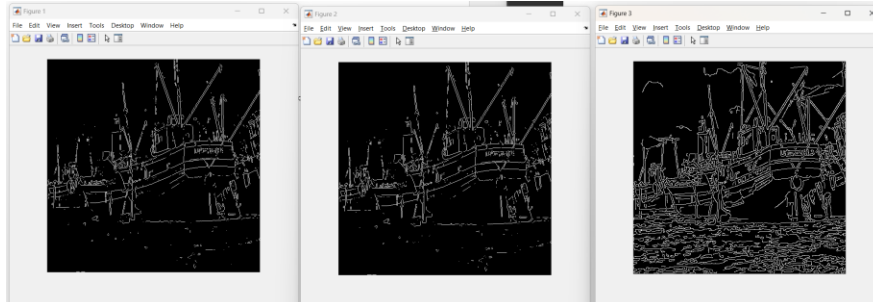 Figure 1
File Edit View Insert Tools Desktop Window Help
Figure 2
File Edit View Insert Tools Desktop Window Help
Figure 3
File Edit View Insert Tools Desktop Window Help